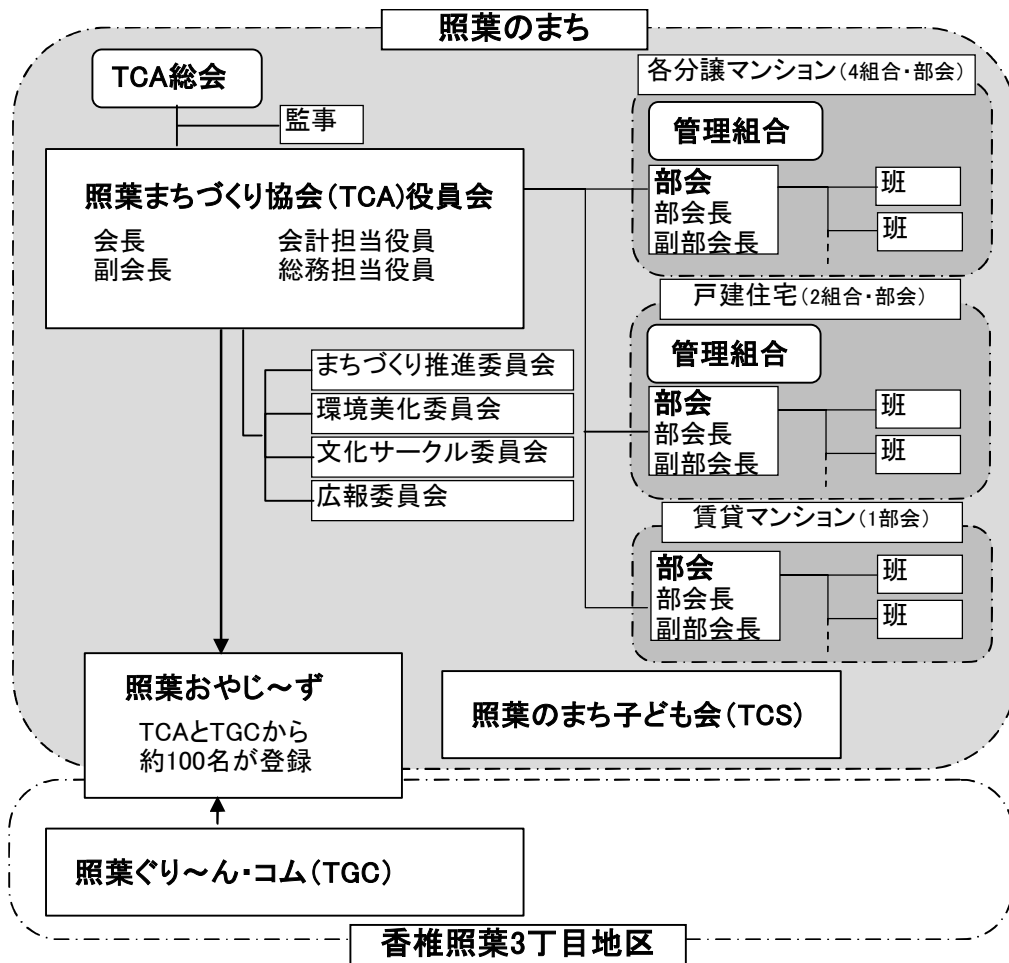 照葉のまち
TCA総会
監事
照葉まちづくり協会(TCA)役員会
会長 会計担当役員
副会長 総務担当役員
まちづくり推進委員会
環境美化委員会
文化サークル委員会
広報委員会
各分譲マンション(4組合・部会)
管理組合
部会
部会長
副部会長
班
班
戸建住宅(2組合・部会)
管理組合
部会
部会長
副部会長
班
班
賃貸マンション(1部会)
部会
部会長
副部会長
班
班
照葉おやじ～ず
TCAとTGCから
約100名が登録
照葉のまち子ども会(TCS)
照葉ぐり～ん・コム(TGC)
香椎照葉3丁目地区